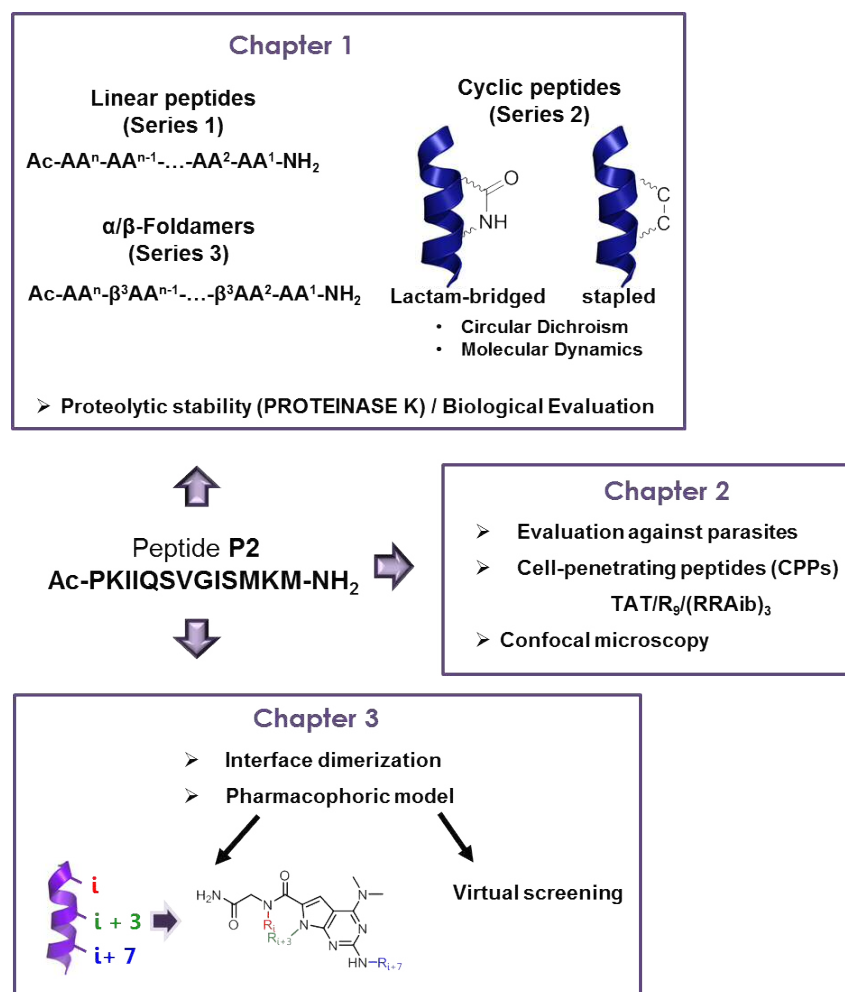 Chapter 1
Linear peptides
(Series 1)
Ac-AAⁿ-AAⁿ⁻¹-…-AA²-AA¹-NH₂
α/β-Foldamers
(Series 3)
Ac-AAⁿ-β³AAⁿ⁻¹-…-β³AA²-AA¹-NH₂
Cyclic peptides
(Series 2)
O
NH
C
C
Lactam-bridged
stapled
• Circular Dichroism
• Molecular Dynamics
➢ Proteolytic stability (PROTEINASE K) / Biological Evaluation
Peptide P2
Ac-PKIIQSVGISMKM-NH₂
Chapter 2
➢ Evaluation against parasites
➢ Cell-penetrating peptides (CPPs)
TAT/R₉/(RRAib)₃
➢ Confocal microscopy
Chapter 3
➢ Interface dimerization
➢ Pharmacophoric model
i
i + 3
i+ 7
H₂N
O
N
O
Rᵢ
Rᵢ₊₃
N
N
N
N
HN-Rᵢ₊₇
Virtual screening